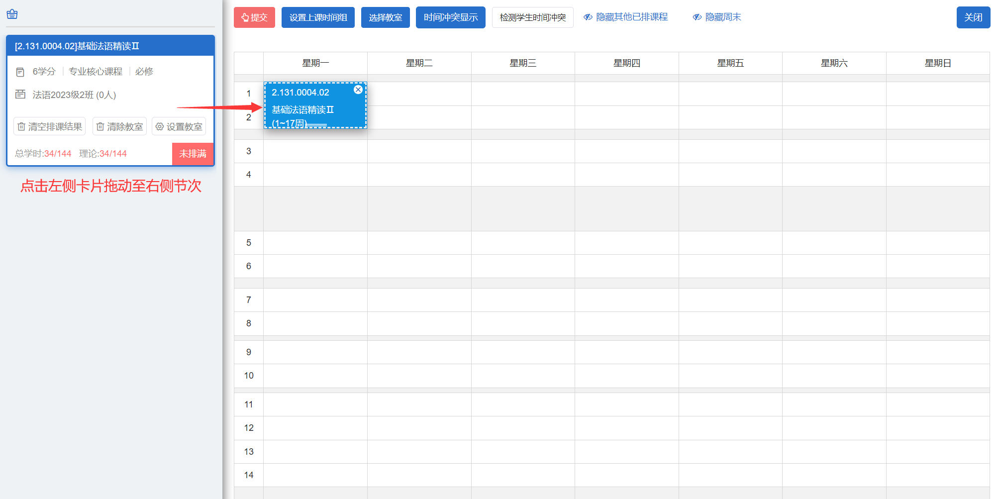 [2.131.0004.02]基础法语精读Ⅱ
6学分 专业核心课程 必修
法语2023级2班 (0人)
清空排课结果 清除教室 设置教室
总学时:34/144 理论:34/144 未排满
点击左侧卡片拖动至右侧节次
提交 设置上课时间组 选择教室 时间冲突显示 检测学生时间冲突 隐藏其他已排课程 隐藏周末 关闭
星期一 星期二 星期三 星期四 星期五 星期六 星期日
1
2.131.0004.02
基础法语精读Ⅱ
2
(1~17周)
3
4
5
6
7
8
9
10
11
12
13
14